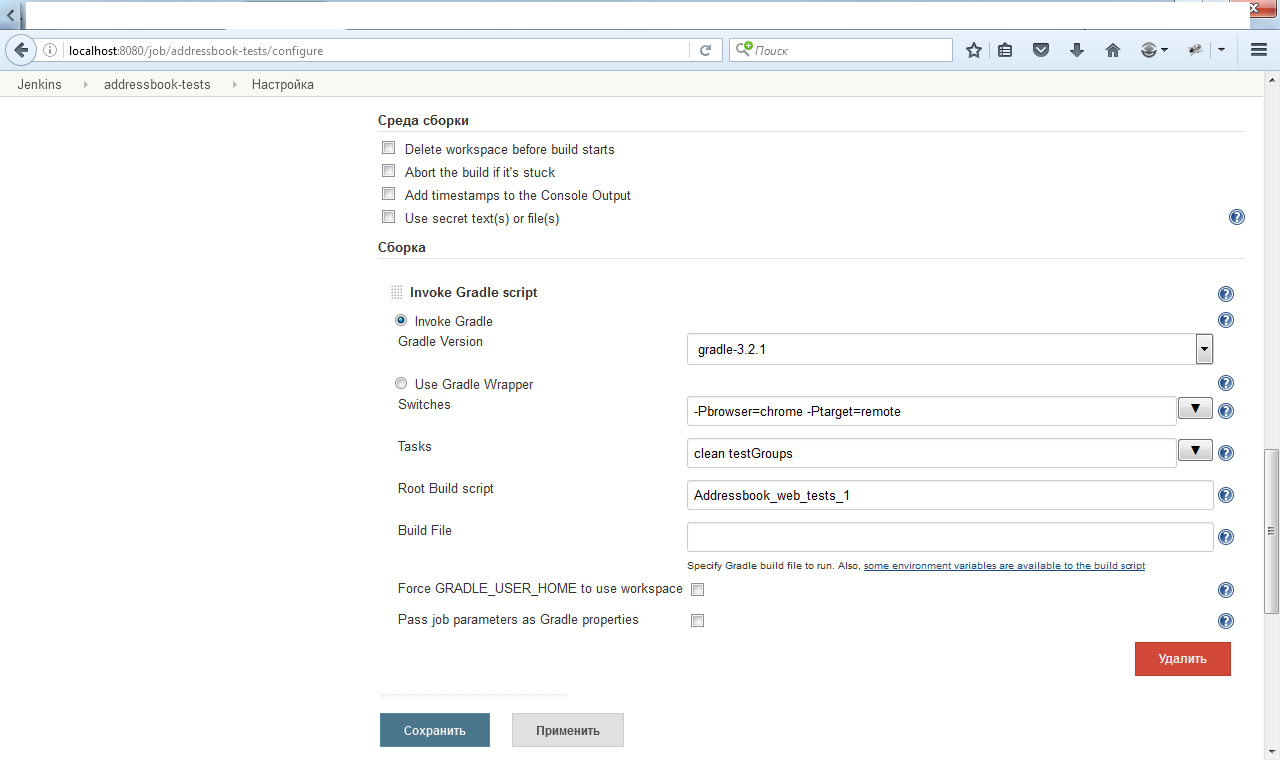 localhost:8080/job/addressbook-tests/configure
Поиск
Jenkins addressbook-tests Настройка
Среда сборки
Delete workspace before build starts
Abort the build if it's stuck
Add timestamps to the Console Output
Use secret text(s) or file(s)
Сборка
Invoke Gradle script
Invoke Gradle
Gradle Version gradle-3.2.1
Use Gradle Wrapper
Switches -Pbrowser=chrome -Ptarget=remote
Tasks clean testGroups
Root Build script Addressbook_web_tests_1
Build File
Specify Gradle build file to run. Also, some environment variables are available to the build script
Force GRADLE_USER_HOME to use workspace
Pass job parameters as Gradle properties
Удалить
Сохранить Применить